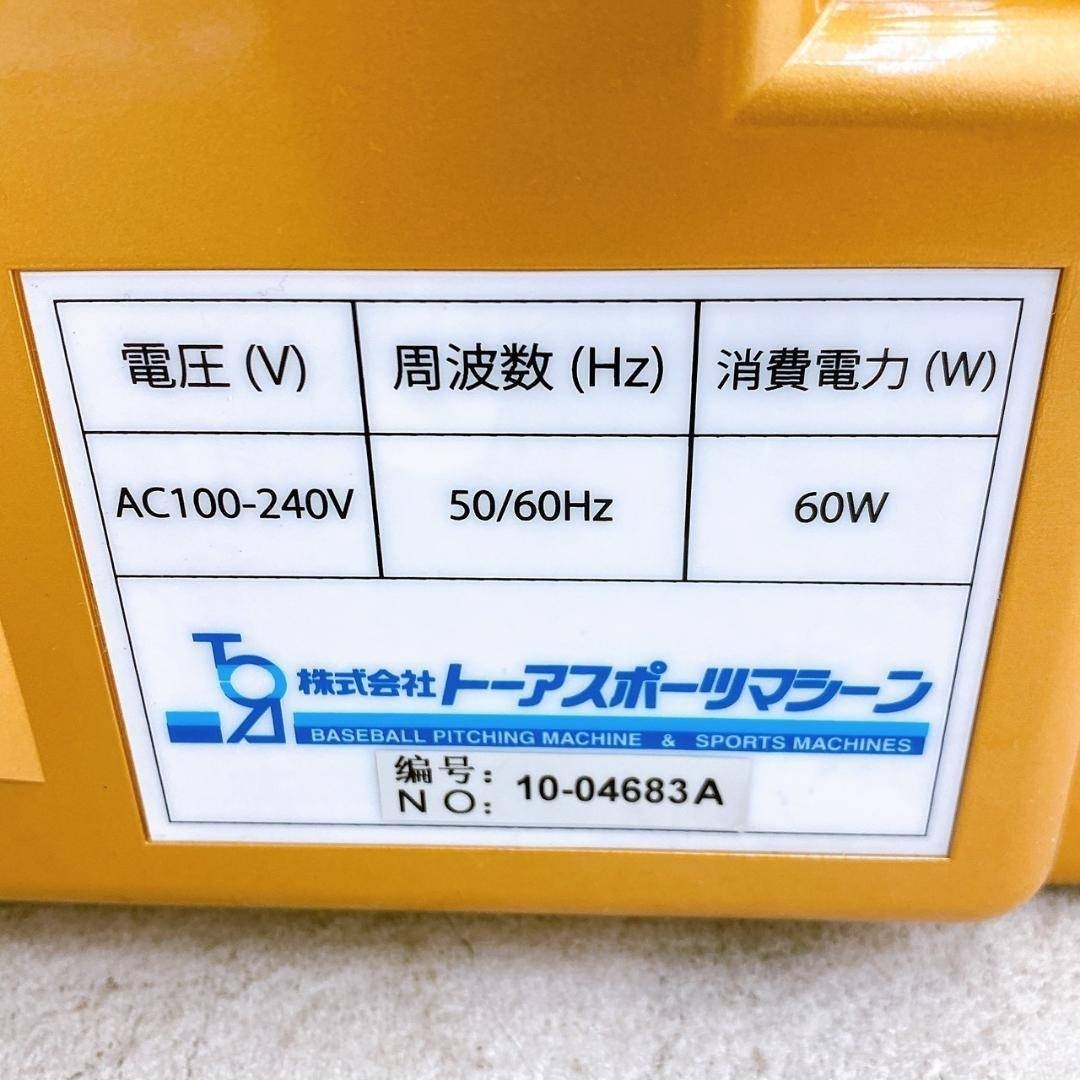 電圧 (V) 周波数 (Hz) 消費電力 (W)
AC100-240V 50/60Hz 60W
TOA 株式会社 トーアスポーツマシーン
BASEBALL PITCHING MACHINE & SPORTS MACHINES
编号: 10-04683A
NO: